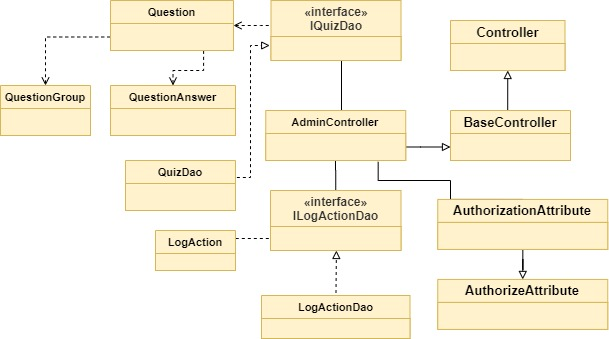 Question
«interface»
IQuizDao
Controller
QuestionGroup
QuestionAnswer
AdminController
BaseController
QuizDao
«interface»
ILogActionDao
AuthorizationAttribute
LogAction
AuthorizeAttribute
LogActionDao